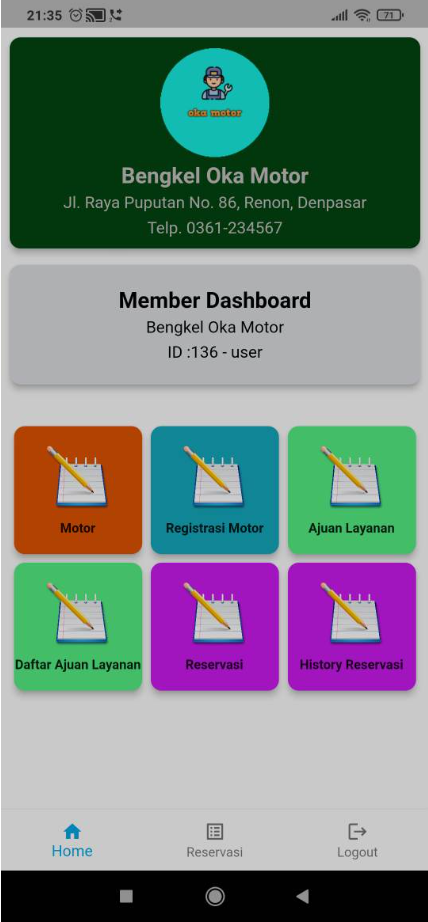 21:35
71
oka motor
Bengkel Oka Motor
Jl. Raya Puputan No. 86, Renon, Denpasar
Telp. 0361-234567
Member Dashboard
Bengkel Oka Motor
ID :136 - user
Motor
Registrasi Motor
Ajuan Layanan
Daftar Ajuan Layanan
Reservasi
History Reservasi
Home
Reservasi
Logout